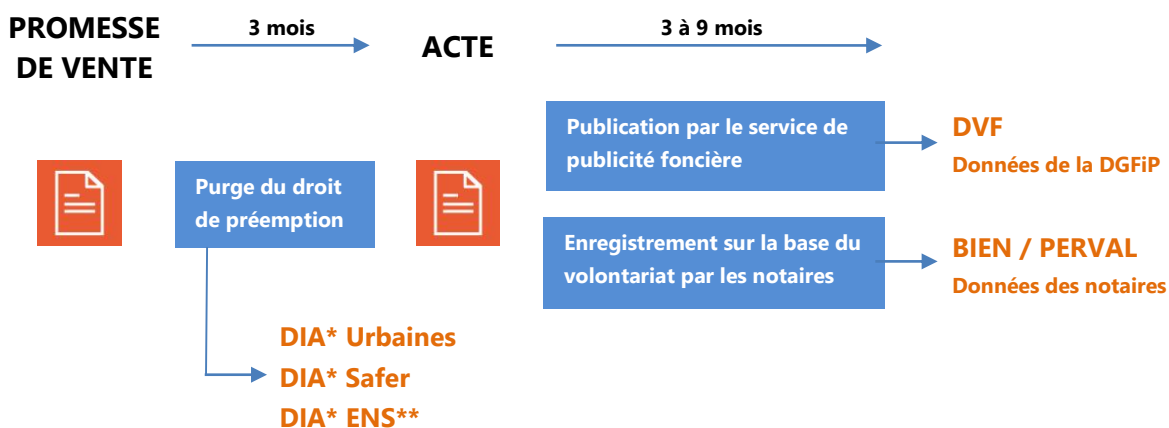 PROMESSE
DE VENTE
3 mois
ACTE
3 à 9 mois
Purge du droit
de préemption
DIA* Urbaines
DIA* Safer
DIA* ENS**
Publication par le service de
publicité foncière
DVF
Données de la DGFiP
Enregistrement sur la base du
volontariat par les notaires
BIEN / PERVAL
Données des notaires